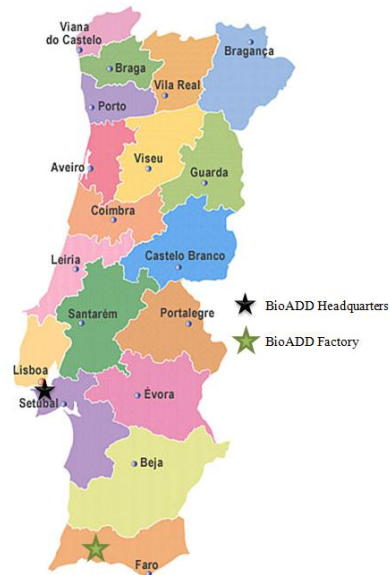 Viana
do Castelo
Bragança
Braga
Vila Real
Porto
Aveiro
Viseu
Guarda
Coímbra
Leiria
Castelo Branco
BioADD Headquarters
Santarém
Portalegre
BioADD Factory
Lisboa
Setúbal
Évora
Beja
Faro